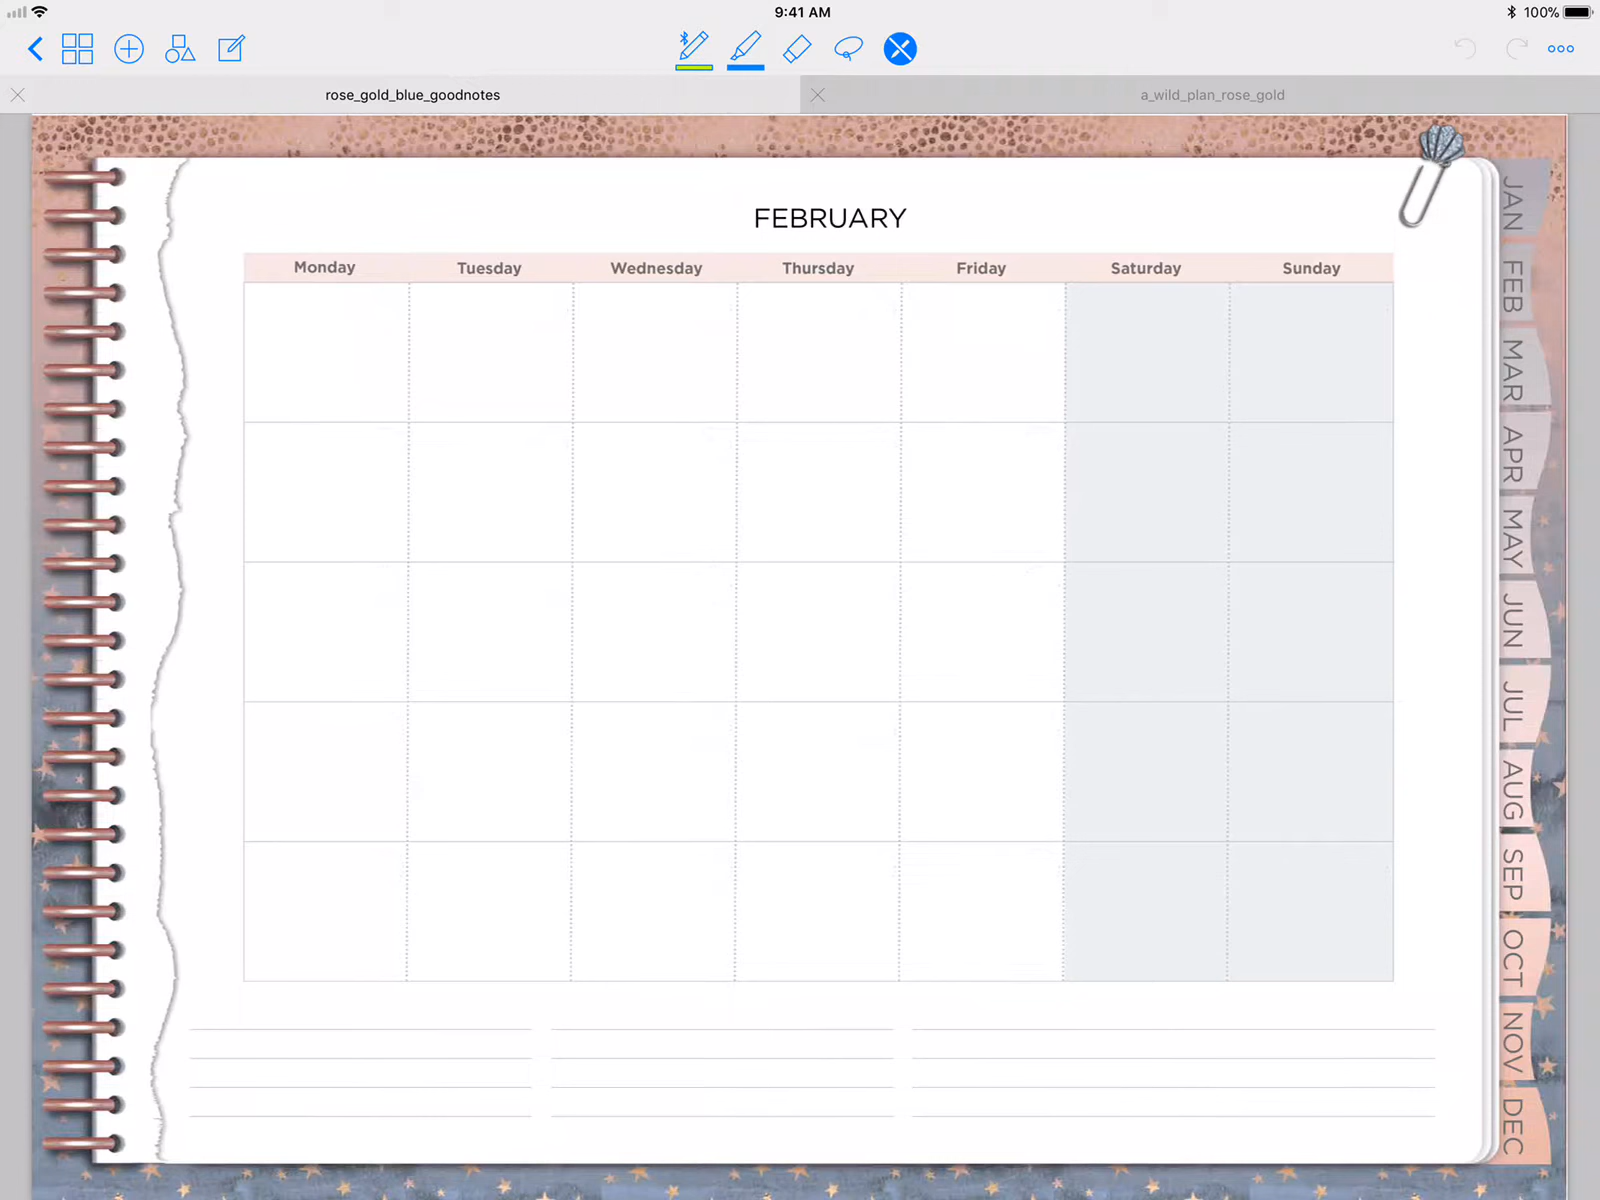 9:41 AM
100%
rose_gold_blue_goodnotes
a_wild_plan_rose_gold
FEBRUARY
Monday Tuesday Wednesday Thursday Friday Saturday Sunday
JAN
FEB
MAR
APR
MAY
JUN
JUL
AUG
SEP
OCT
NOV
DEC